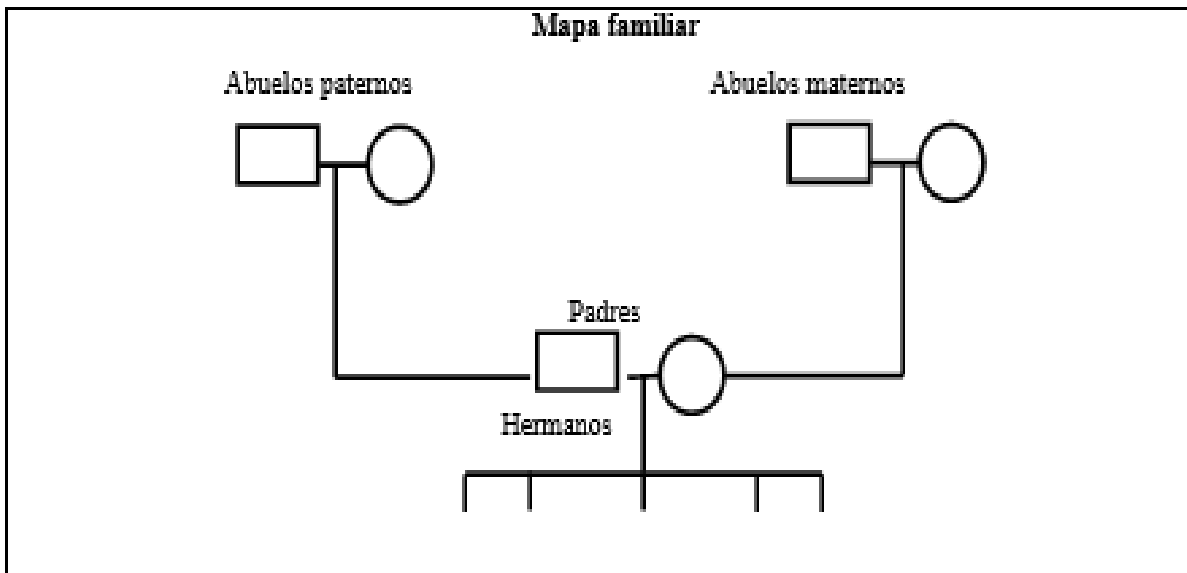 Mapa familiar
Abuelos paternos
Abuelos maternos
Padres
Hermanos